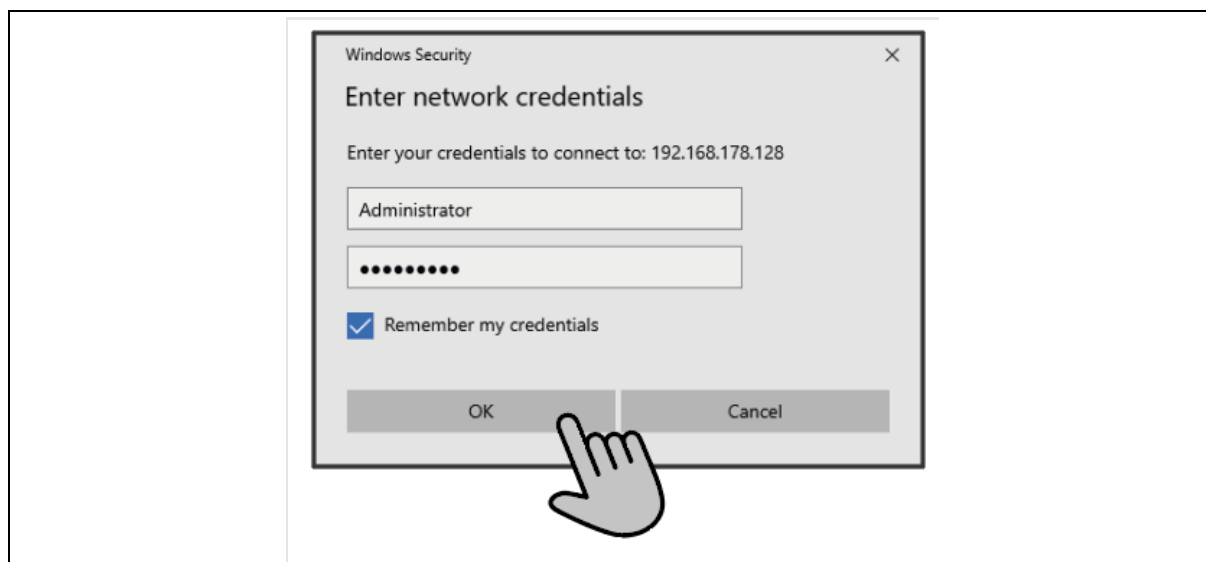 Windows Security
Enter network credentials
Enter your credentials to connect to: 192.168.178.128
Administrator
●●●●●●●●●
Remember my credentials
OK Cancel